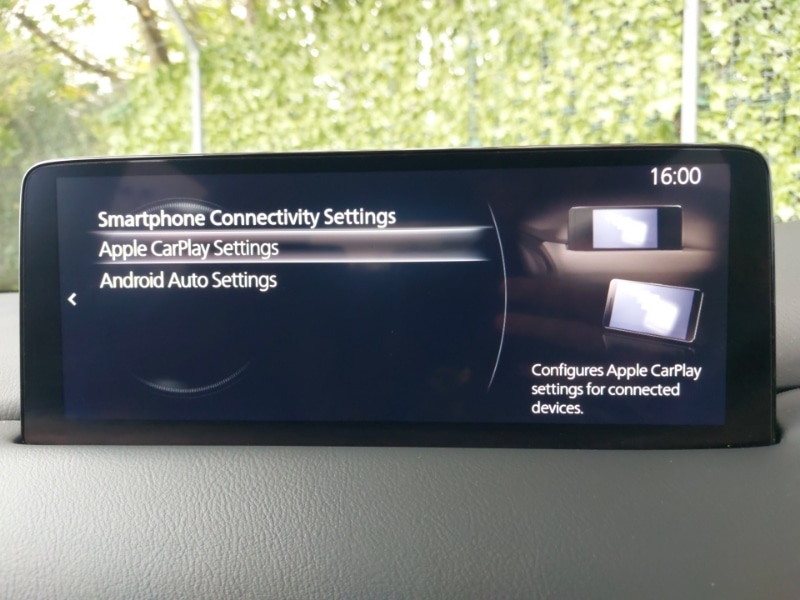 16:00
Smartphone Connectivity Settings
Apple CarPlay Settings
Android Auto Settings
Configures Apple CarPlay
settings for connected
devices.